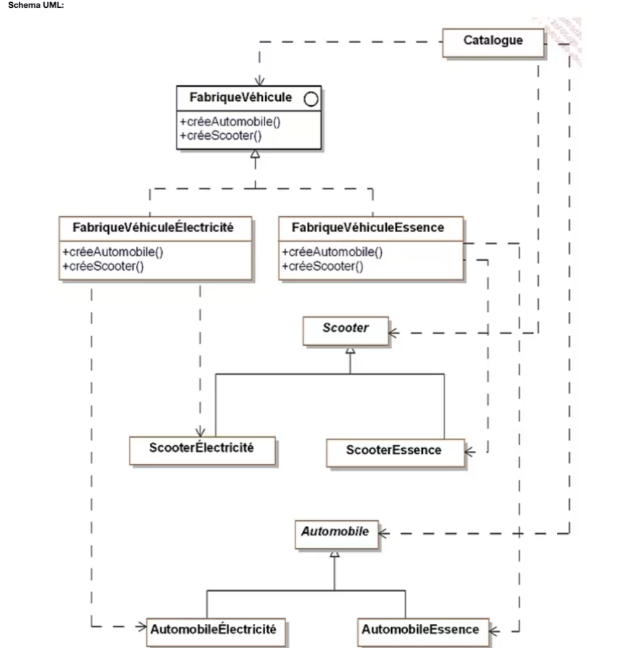 Schema UML:
Catalogue
FabriqueVéhicule
+créeAutomobile()
+créeScooter()
FabriqueVéhiculeÉlectricité
+créeAutomobile()
+créeScooter()
FabriqueVéhiculeEssence
+créeAutomobile()
+créeScooter()
Scooter
ScooterÉlectricité
ScooterEssence
Automobile
AutomobileÉlectricité
AutomobileEssence